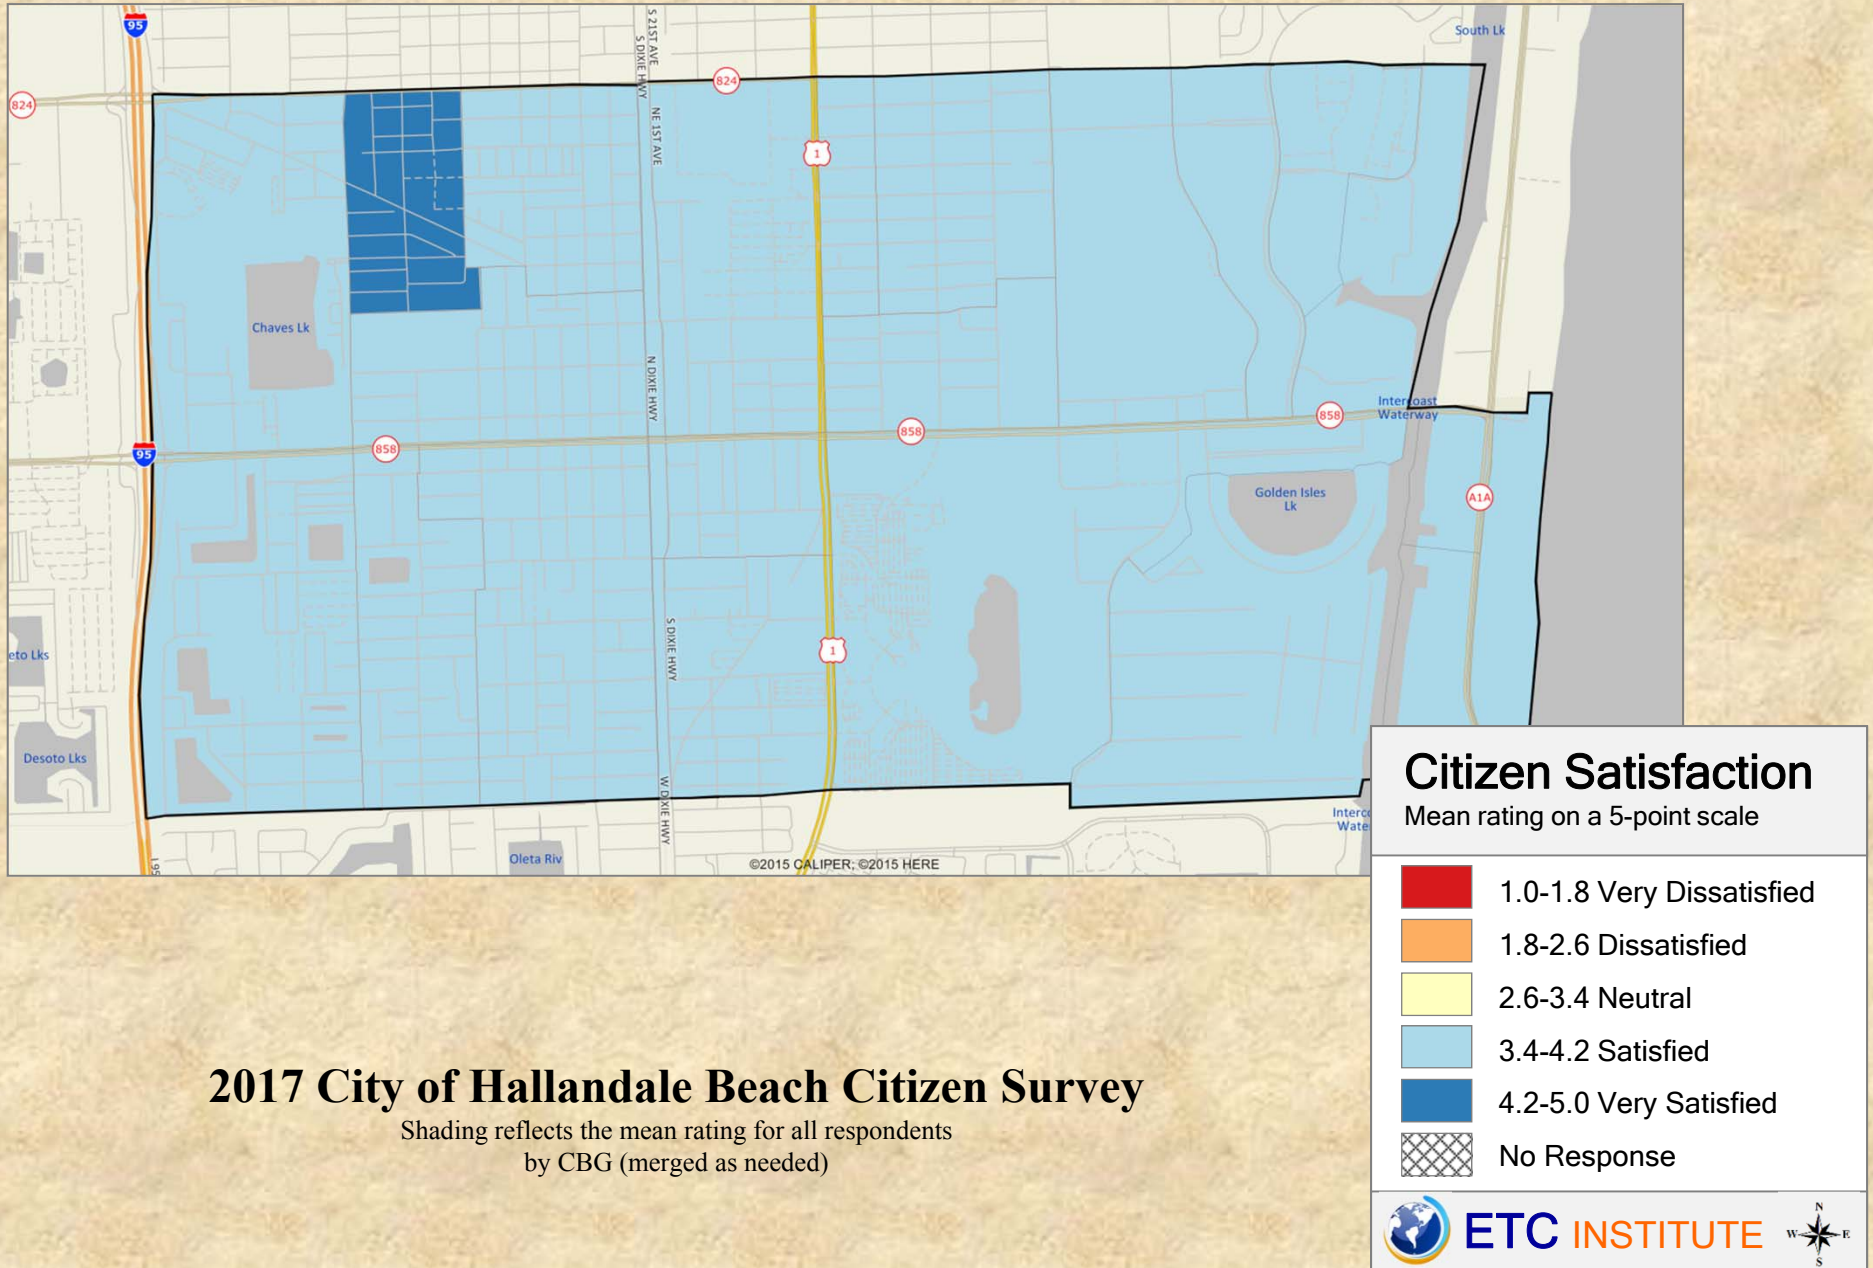 95
South Lk
S 21ST AVE
S DIXIE HWY
824
824
NE 1ST AVE
1
Chaves Lk
N DIXIE HWY
Intercoast
Waterway
858
858
858
95
Golden Isles
Lk
A1A
S DIXIE HWY
1
eto Lks
Desoto Lks
W DIXIE HWY
Interco
Wate
Oleta Riv
I 95
©2015 CALIPER; ©2015 HERE
Citizen Satisfaction
Mean rating on a 5-point scale
1.0-1.8 Very Dissatisfied
1.8-2.6 Dissatisfied
2.6-3.4 Neutral
3.4-4.2 Satisfied
4.2-5.0 Very Satisfied
No Response
2017 City of Hallandale Beach Citizen Survey
Shading reflects the mean rating for all respondents
by CBG (merged as needed)
ETC INSTITUTE
N
W E
S